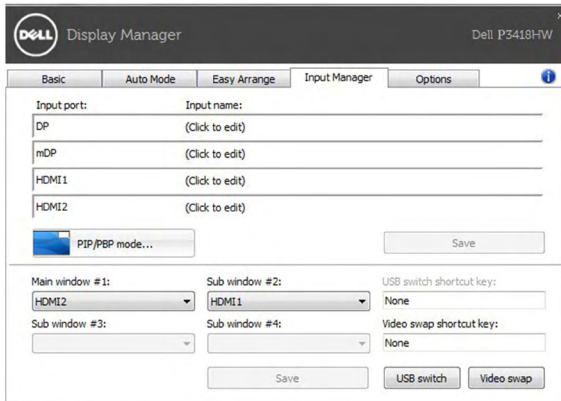 DELL Display Manager Dell P3418HW
Basic Auto Mode Easy Arrange Input Manager Options
Input port: Input name:
DP (Click to edit)
mDP (Click to edit)
HDMI1 (Click to edit)
HDMI2 (Click to edit)
PIP/PBP mode... Save
Main window #1: Sub window #2: USB switch shortcut key:
HDMI2 HDMI1 None
Sub window #3: Sub window #4: Video swap shortcut key:
None
Save USB switch Video swap